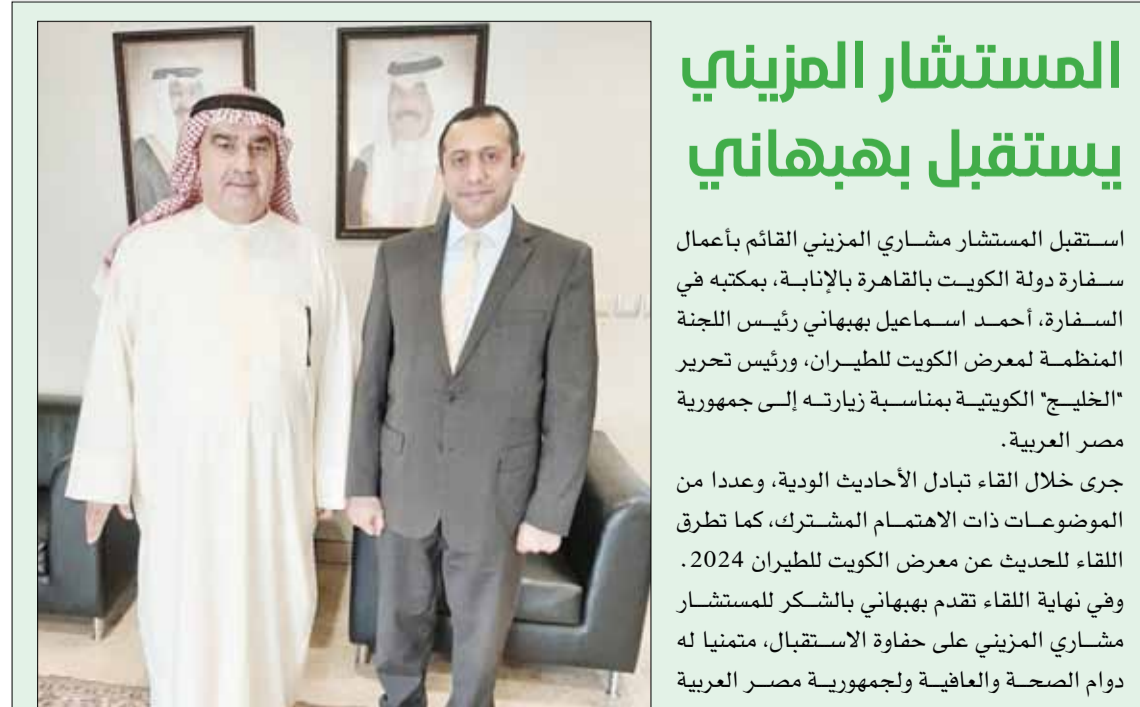 المستشار المزيني
يستقبل بهبهاني
استقبل المستشار مشاري المزيني القائم بأعمال
سفارة دولة الكويت بالقاهرة بالإنابة، بمكتبه في
السفارة، أحمد اسماعيل بهبهاني رئيس اللجنة
المنظمة لمعرض الكويت للطيران، ورئيس تحرير
"الخليج" الكويتية بمناسبة زيارته إلى جمهورية
مصر العربية.
جرى خلال القاء تبادل الأحاديث الودية، وعددا من
الموضوعات ذات الاهتمام المشترك، كما تطرق
اللقاء للحديث عن معرض الكويت للطيران 2024.
وفي نهاية اللقاء تقدم بهبهاني بالشكر للمستشار
مشاري المزيني على حفاوة الاستقبال، متمنيا له
دوام الصحة والعافية ولجمهورية مصر العربية